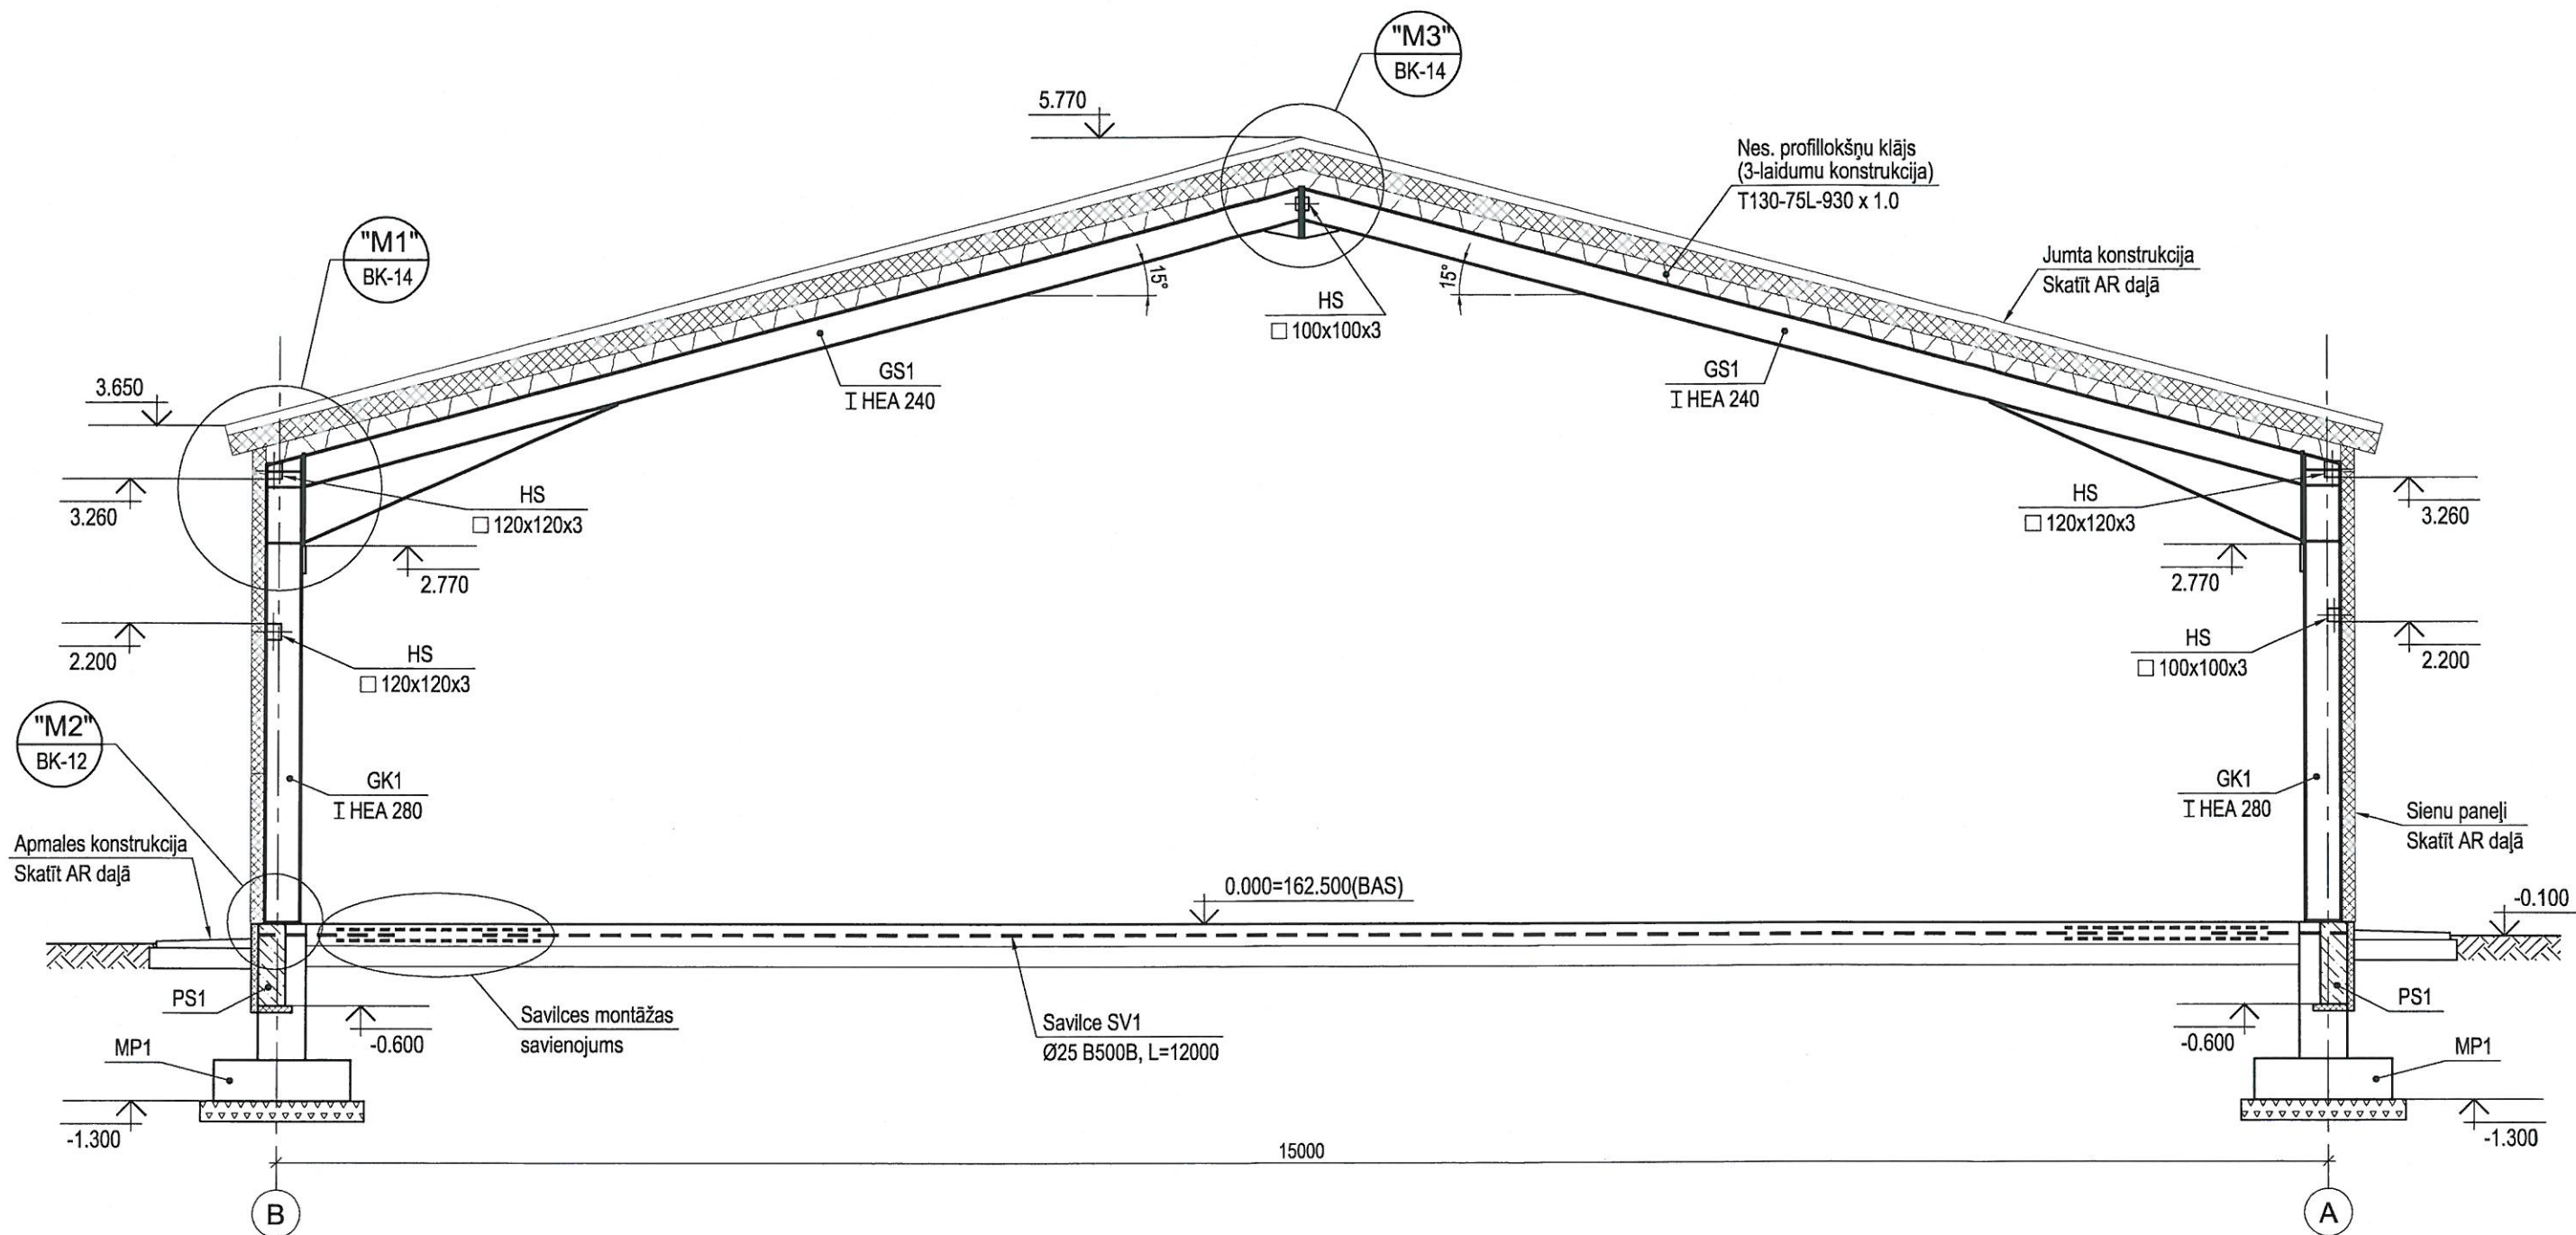 "M3"
BK-14
5.770
Nes. profillokšņu klājs
(3-laidumu konstrukcija)
T130-75L-930 x 1.0
"M1"
BK-14
Jumta konstrukcija
Skatīt AR daļā
15°
15°
HS
□ 100x100x3
GS1
I HEA 240
GS1
I HEA 240
3.650
HS
□ 120x120x3
HS
□ 120x120x3
3.260
3.260
2.770
2.770
2.200
HS
□ 120x120x3
HS
□ 100x100x3
2.200
"M2"
BK-12
GK1
I HEA 280
GK1
I HEA 280
Sienu paneļi
Skatīt AR daļā
Apmales konstrukcija
Skatīt AR daļā
0.000=162.500(BAS)
-0.100
PS1
Savilces montāžas
savienojums
Savilce SV1
Ø25 B500B, L=12000
PS1
-0.600
-0.600
MP1
MP1
-1.300
-1.300
15000
B
A